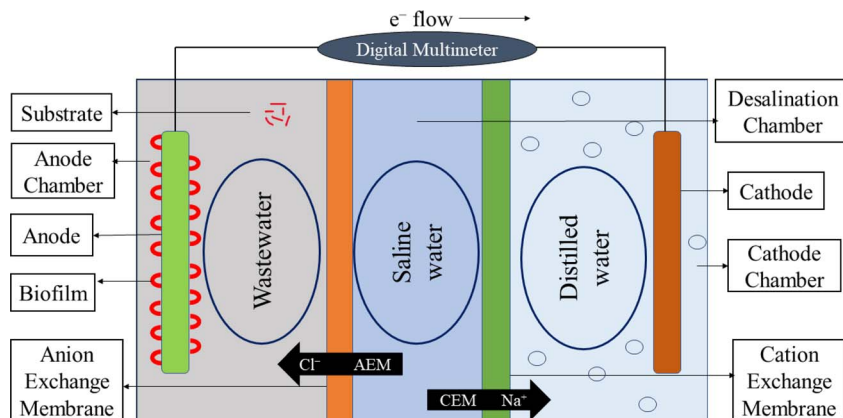 e⁻ flow
Digital Multimeter
Substrate
Anode
Chamber
Anode
Biofilm
Anion
Exchange
Membrane
Wastewater
Saline
water
Distilled
water
Cl⁻ AEM
CEM Na⁺
Desalination
Chamber
Cathode
Cathode
Chamber
Cation
Exchange
Membrane